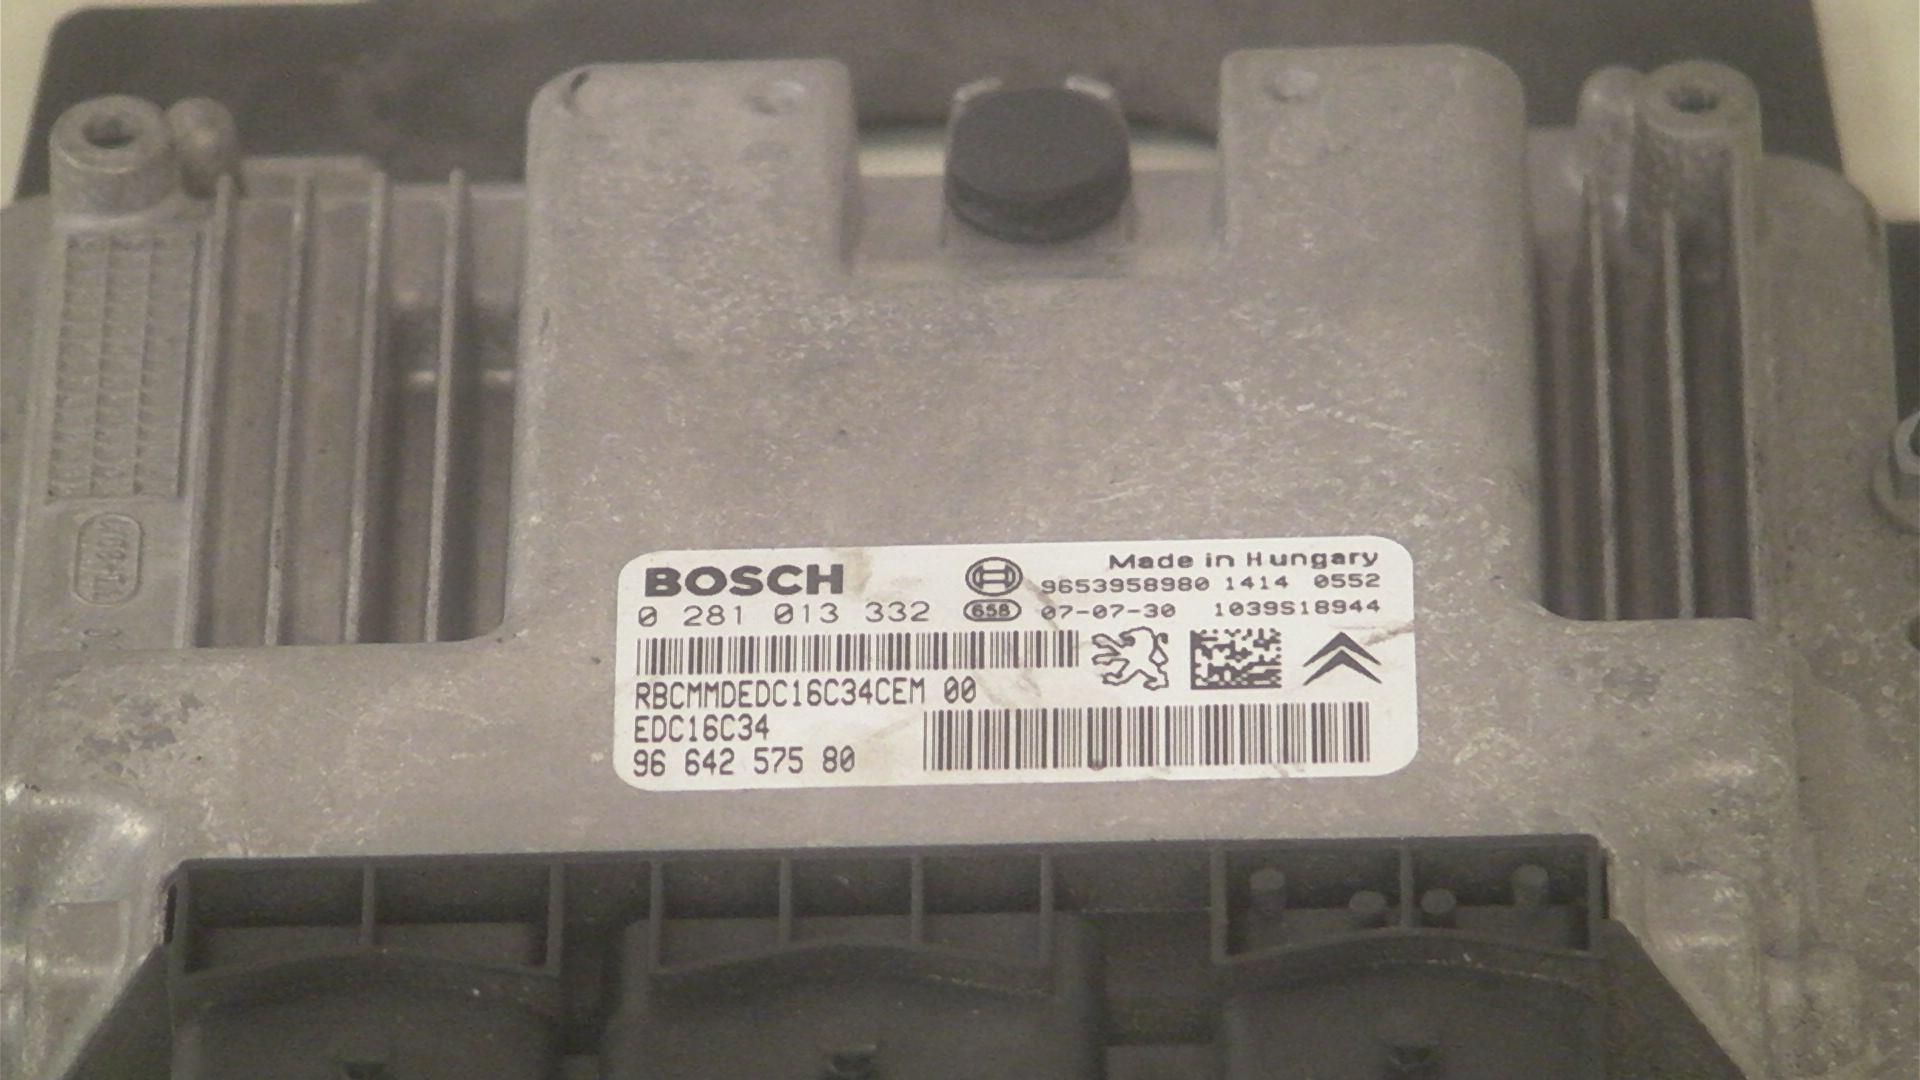 BOSCH
Made in Hungary
9653958980 1414 0552
0 281 013 332
658 07-07-30 1039S18944
RBCMMDEDC16C34CEM 00
EDC16C34
96 642 575 80